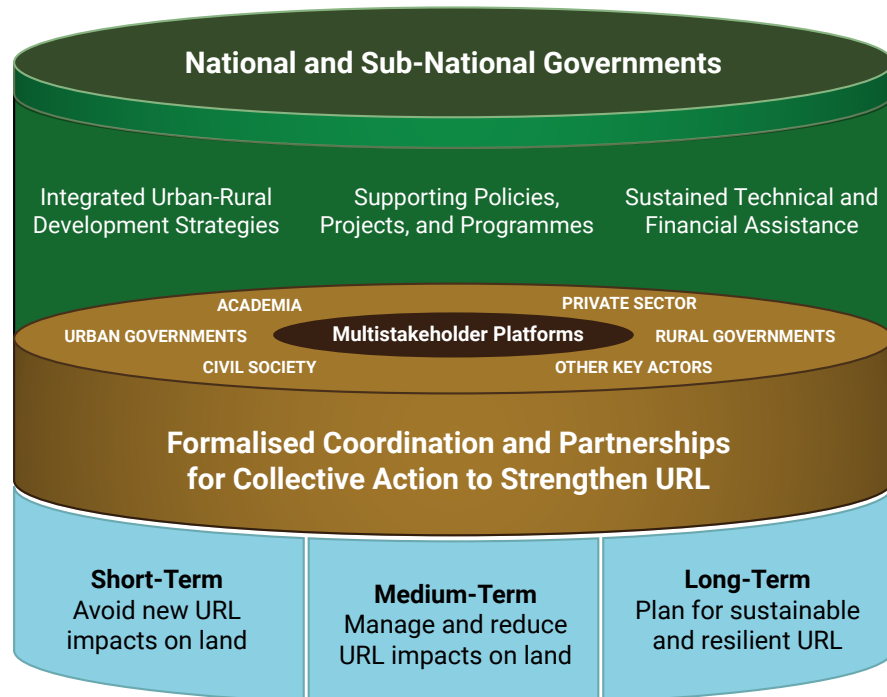 National and Sub-National Governments
Integrated Urban-Rural
Development Strategies
Supporting Policies,
Projects, and Programmes
Sustained Technical and
Financial Assistance
ACADEMIA
PRIVATE SECTOR
URBAN GOVERNMENTS
Multistakeholder Platforms
RURAL GOVERNMENTS
CIVIL SOCIETY
OTHER KEY ACTORS
Formalised Coordination and Partnerships
for Collective Action to Strengthen URL
Short-Term
Avoid new URL
impacts on land
Medium-Term
Manage and reduce
URL impacts on land
Long-Term
Plan for sustainable
and resilient URL